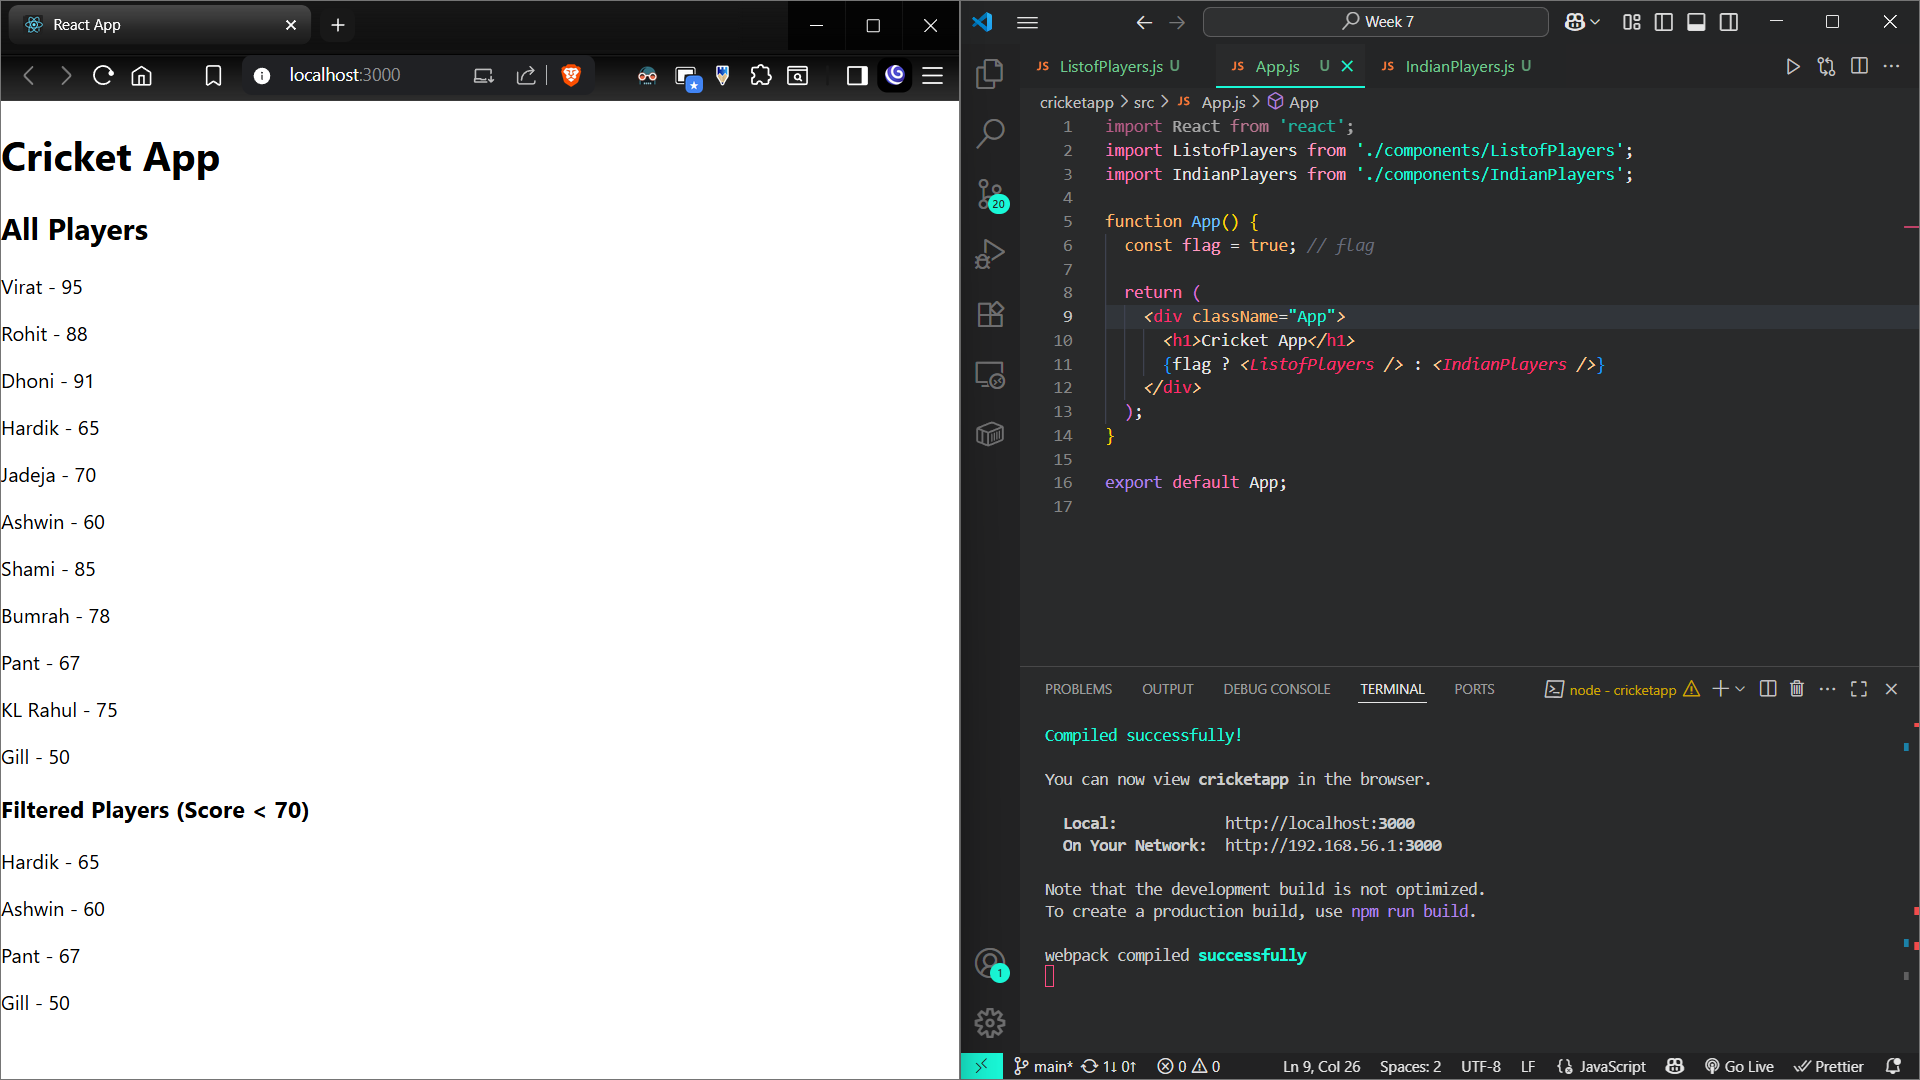 React App
localhost:3000
Cricket App
All Players
Virat - 95
Rohit - 88
Dhoni - 91
Hardik - 65
Jadeja - 70
Ashwin - 60
Shami - 85
Bumrah - 78
Pant - 67
KL Rahul - 75
Gill - 50
Filtered Players (Score < 70)
Hardik - 65
Ashwin - 60
Pant - 67
Gill - 50
Week 7
JS ListofPlayers.js U
JS App.js U
JS IndianPlayers.js U
cricketapp > src > JS App.js > App
1 import React from 'react';
2 import ListofPlayers from './components/ListofPlayers';
3 import IndianPlayers from './components/IndianPlayers';
4
5 function App() {
6 const flag = true; // flag
7
8 return (
9 <div className="App">
10 <h1>Cricket App</h1>
11 {flag ? <ListofPlayers /> : <IndianPlayers />}
12 </div>
13 );
14 }
15
16 export default App;
17
20
1
PROBLEMS OUTPUT DEBUG CONSOLE TERMINAL PORTS node - cricketapp
Compiled successfully!
You can now view cricketapp in the browser.
Local: http://localhost:3000
On Your Network: http://192.168.56.1:3000
Note that the development build is not optimized.
To create a production build, use npm run build.
webpack compiled successfully
main* 1↓ 0↑ 0 0 Ln 9, Col 26 Spaces: 2 UTF-8 LF {} JavaScript Go Live Prettier